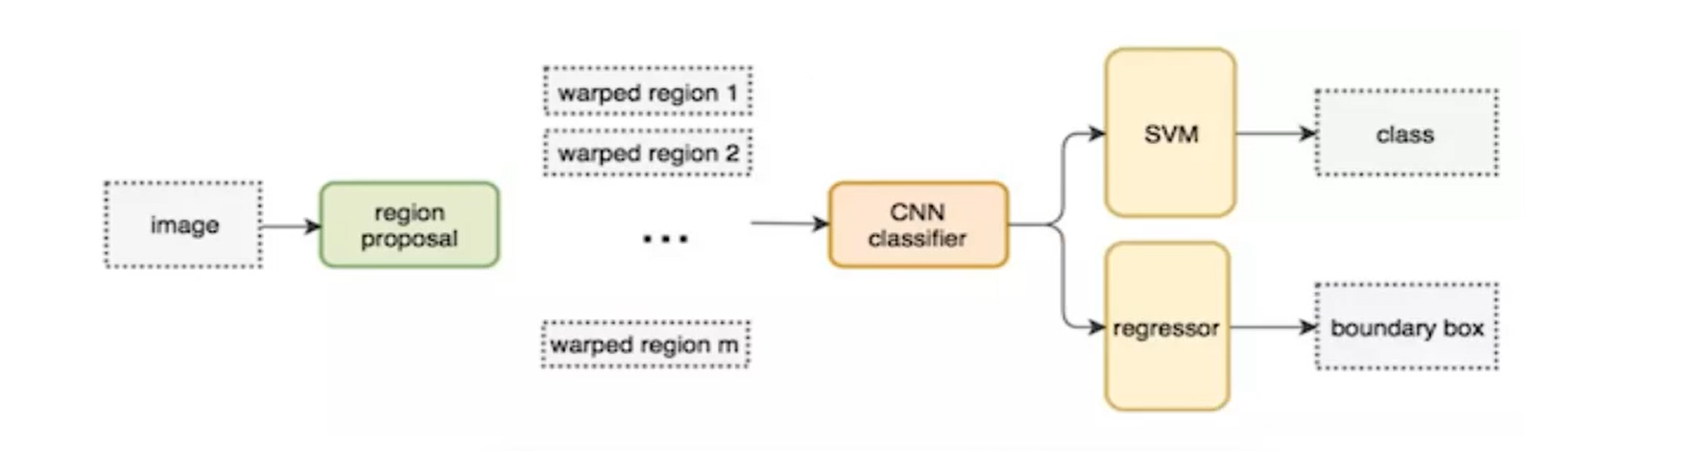 image
region
proposal
warped region 1
warped region 2
...
warped region m
CNN
classifier
SVM
class
regressor
boundary box